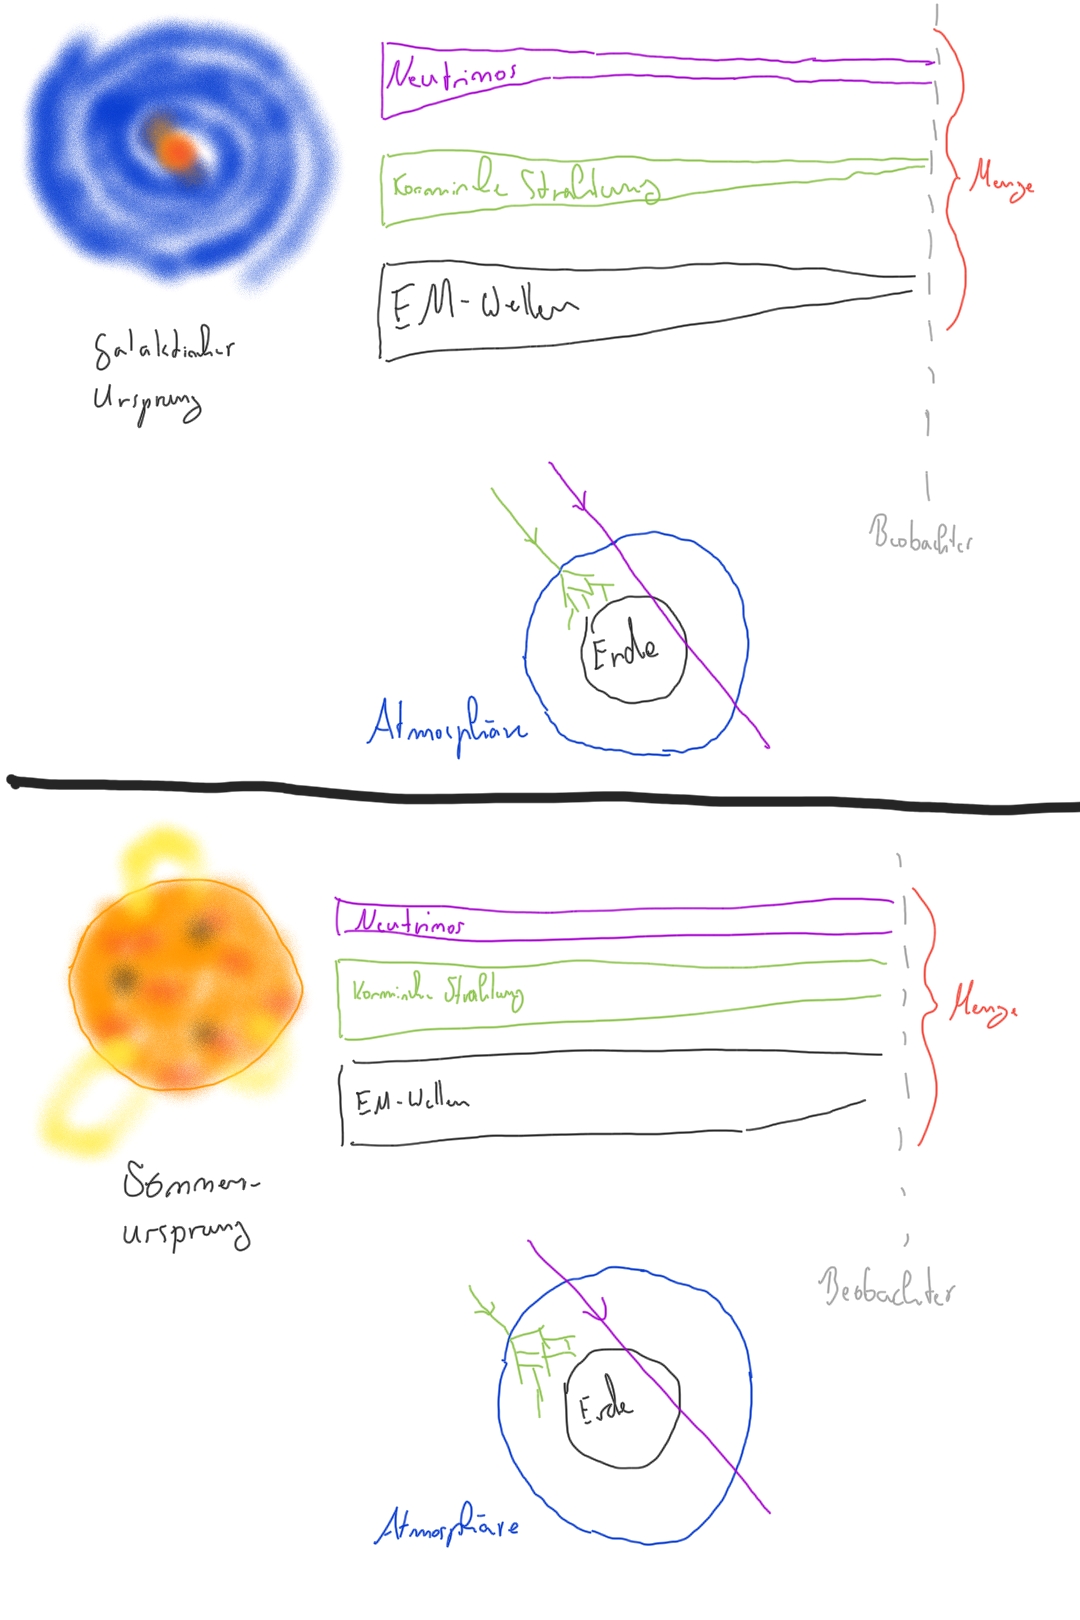 Neutrinos
Kosmische Strahlung
Menge
EM-Wellen
Galaktischer
Ursprung
Beobachter
Erde
Atmosphäre
Neutrinos
Kosmische Strahlung
Menge
EM-Wellen
Sonnen-
ursprung
Beobachter
Erde
Atmosphäre